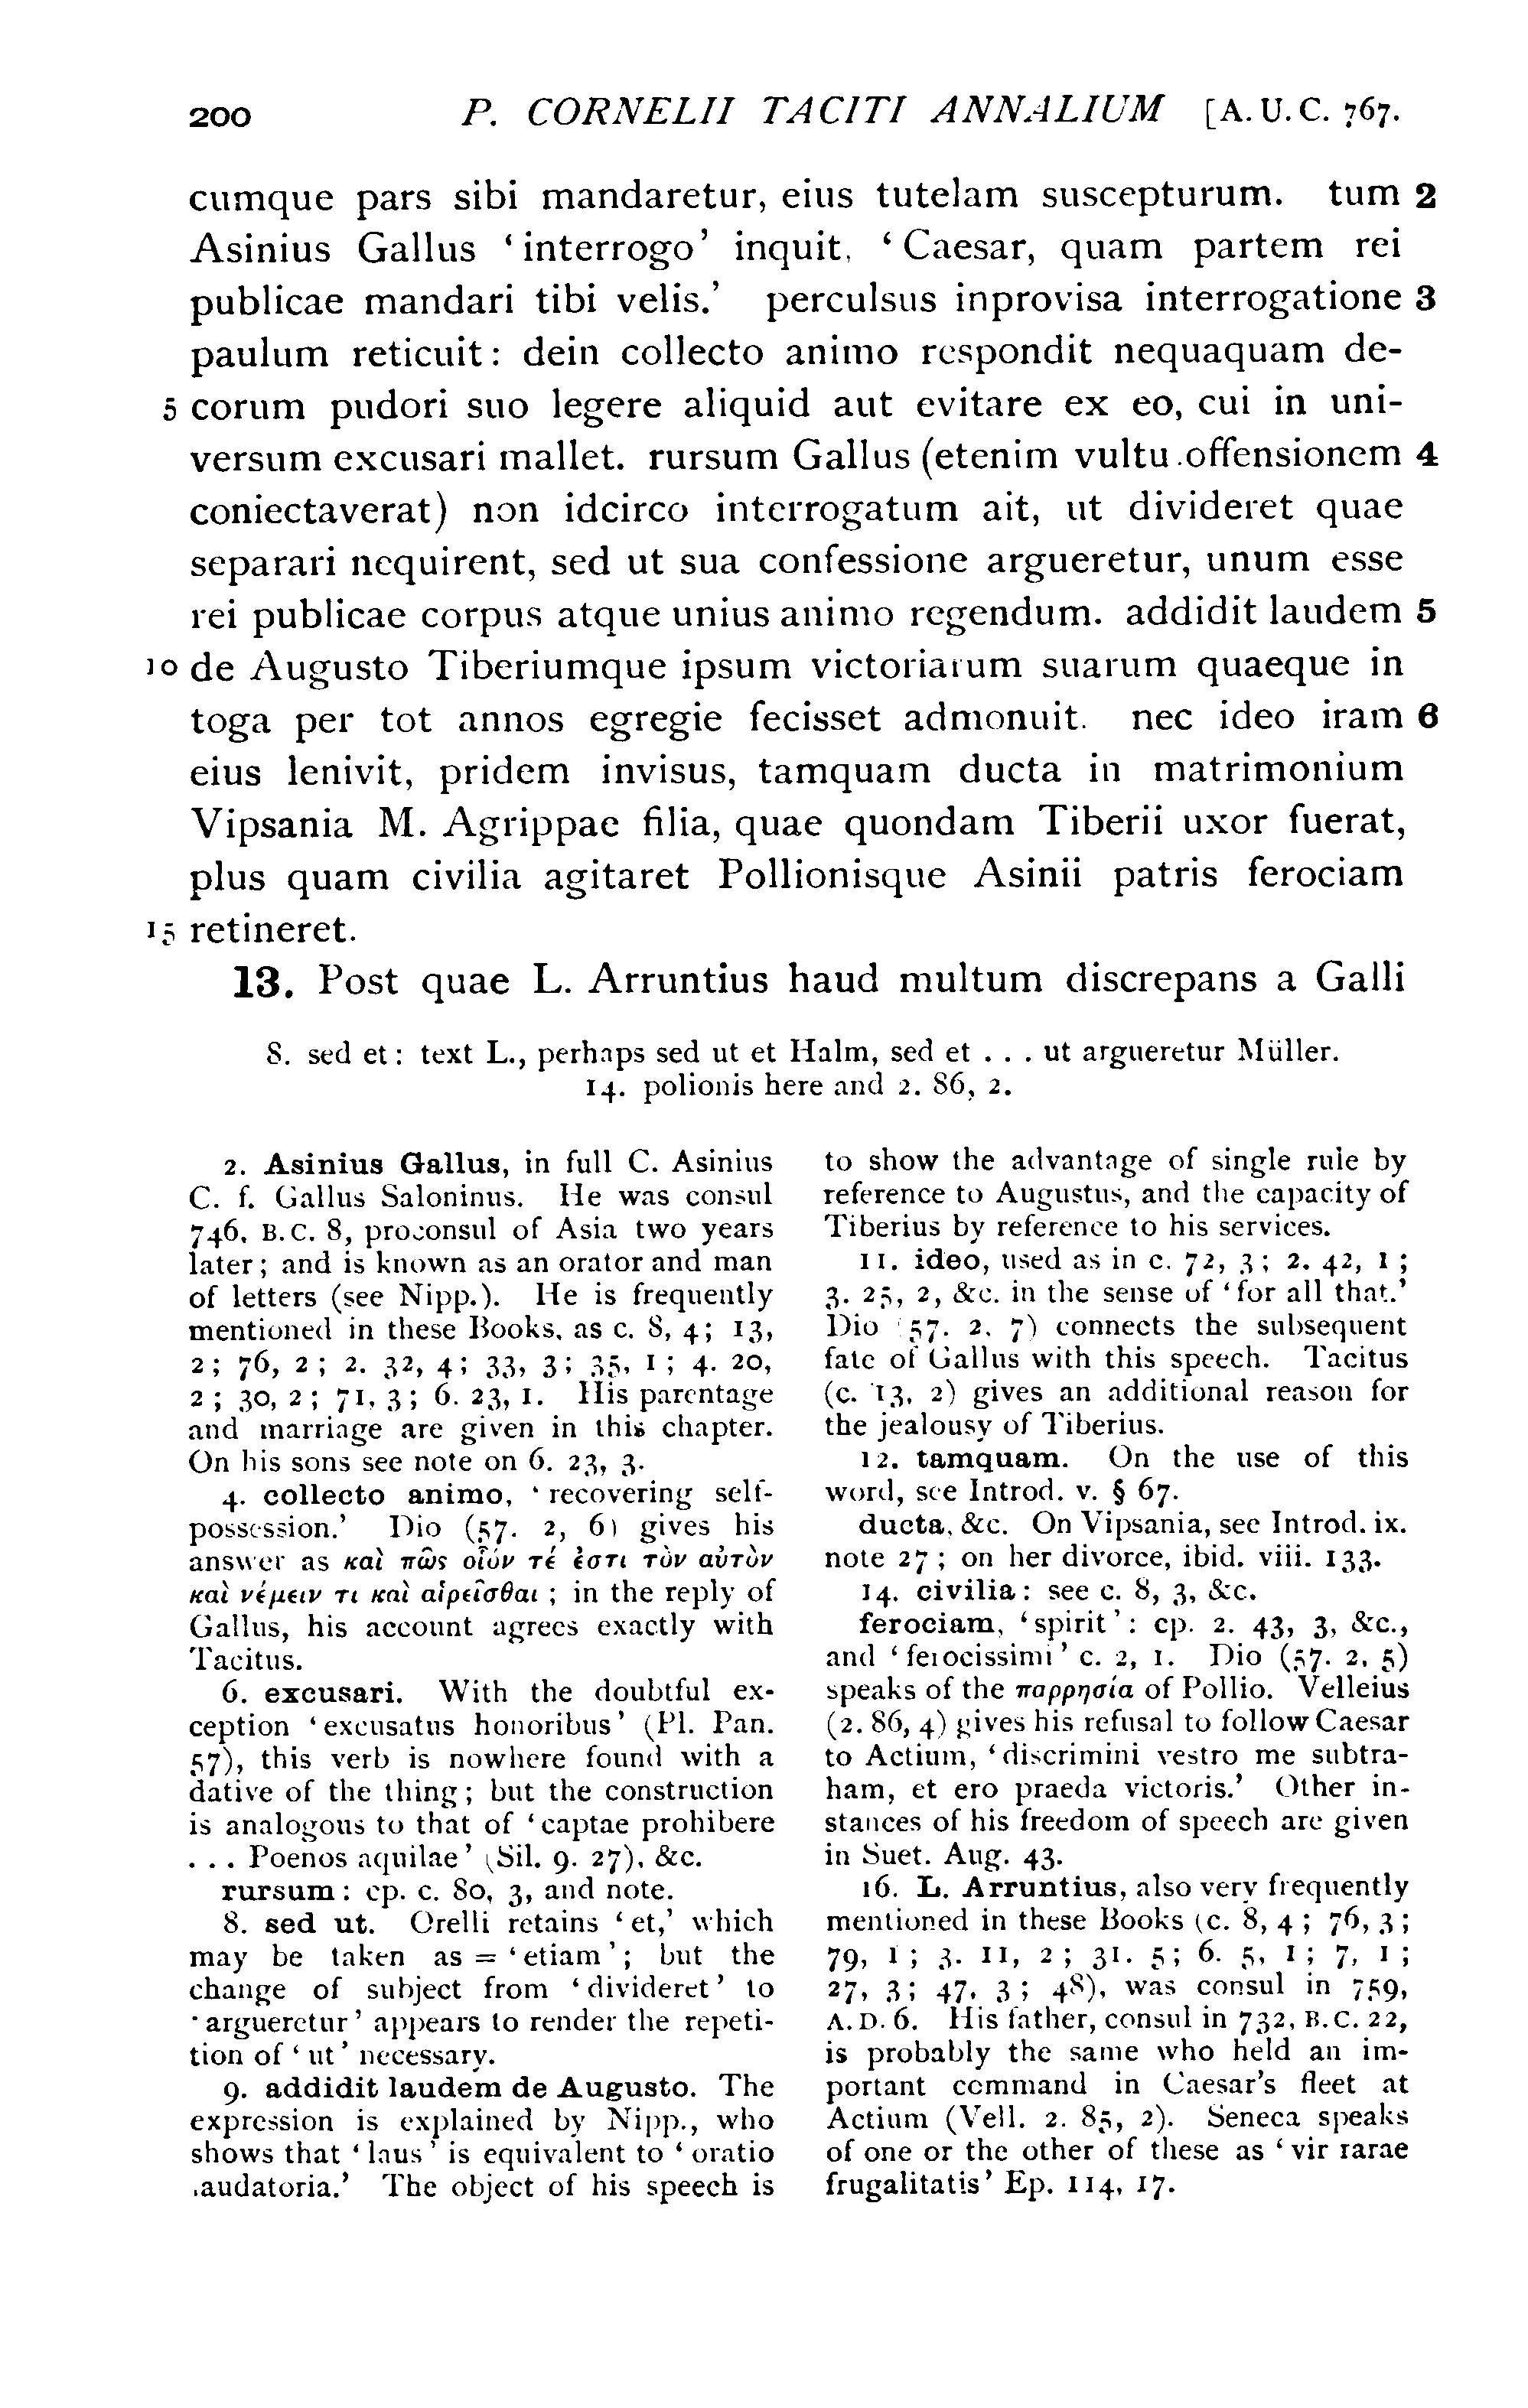 200 P. CORNELII TACITI ANNALIUM [A.U.C. 767.
cumque pars sibi mandaretur, eius tutelam suscepturum. tum 2
Asinius Gallus ‘interrogo’ inquit, ‘Caesar, quam partem rei
publicae mandari tibi velis.’ perculsus inprovisa interrogatione 3
paulum reticuit: dein collecto animo respondit nequaquam de-
5 corum pudori suo legere aliquid aut evitare ex eo, cui in uni-
versum excusari mallet. rursum Gallus (etenim vultu offensionem 4
coniectaverat) non idcirco interrogatum ait, ut divideret quae
separari nequirent, sed ut sua confessione argueretur, unum esse
rei publicae corpus atque unius animo regendum. addidit laudem 5
10 de Augusto Tiberiumque ipsum victoriarum suarum quaeque in
toga per tot annos egregie fecisset admonuit. nec ideo iram 6
eius lenivit, pridem invisus, tamquam ducta in matrimonium
Vipsania M. Agrippae filia, quae quondam Tiberii uxor fuerat,
plus quam civilia agitaret Pollionisque Asinii patris ferociam
15 retineret.
13. Post quae L. Arruntius haud multum discrepans a Galli
8. sed et: text L., perhaps sed ut et Halm, sed et . . . ut argueretur Müller.
14. polionis here and 2. 86, 2.
2. Asinius Gallus, in full C. Asinius
C. f. Gallus Saloninus. He was consul
746, B.C. 8, proconsul of Asia two years
later; and is known as an orator and man
of letters (see Nipp.). He is frequently
mentioned in these Books, as c. 8, 4; 13,
2; 76, 2; 2. 32, 4; 33, 3; 35, 1; 4. 20,
2; 30, 2; 71, 3; 6. 23, 1. His parentage
and marriage are given in this chapter.
On his sons see note on 6. 23, 3.
4. collecto animo, ‘recovering self-
possession.’ Dio (57. 2, 6) gives his
answer as καὶ πῶς οἷόν τέ ἐστι τὸν αὐτὸν
καὶ νέμειν τι καὶ αἱρεῖσθαι; in the reply of
Gallus, his account agrees exactly with
Tacitus.
6. excusari. With the doubtful ex-
ception ‘excusatus honoribus’ (Pl. Pan.
57), this verb is nowhere found with a
dative of the thing; but the construction
is analogous to that of ‘captae prohibere
. . . Poenos aquilae’ (Sil. 9. 27), &c.
rursum: cp. c. 80, 3, and note.
8. sed ut. Orelli retains ‘et,’ which
may be taken as = ‘etiam’; but the
change of subject from ‘divideret’ to
‘argueretur’ appears to render the repeti-
tion of ‘ut’ necessary.
9. addidit laudem de Augusto. The
expression is explained by Nipp., who
shows that ‘laus’ is equivalent to ‘oratio
laudatoria.’ The object of his speech is
to show the advantage of single rule by
reference to Augustus, and the capacity of
Tiberius by reference to his services.
11. ideo, used as in c. 72, 3; 2. 42, 1;
3. 25, 2, &c. in the sense of ‘for all that.’
Dio (57. 2, 7) connects the subsequent
fate of Gallus with this speech. Tacitus
(c. 13, 2) gives an additional reason for
the jealousy of Tiberius.
12. tamquam. On the use of this
word, see Introd. v. § 67.
ducta, &c. On Vipsania, see Introd. ix.
note 27; on her divorce, ibid. viii. 133.
14. civilia: see c. 8, 3, &c.
ferociam, ‘spirit’: cp. 2. 43, 3, &c.,
and ‘ferocissimi’ c. 2, 1. Dio (57. 2, 5)
speaks of the παρρησία of Pollio. Velleius
(2. 86, 4) gives his refusal to follow Caesar
to Actium, ‘discrimini vestro me subtra-
ham, et ero praeda victoris.’ Other in-
stances of his freedom of speech are given
in Suet. Aug. 43.
16. L. Arruntius, also very frequently
mentioned in these Books (c. 8, 4; 76, 3;
79, 1; 3. 11, 2; 31. 5; 6. 5, 1; 7, 1;
27, 3; 47, 3; 48), was consul in 759,
A.D. 6. His father, consul in 732, B.C. 22,
is probably the same who held an im-
portant command in Caesar's fleet at
Actium (Vell. 2. 85, 2). Seneca speaks
of one or the other of these as ‘vir rarae
frugalitatis’ Ep. 114, 17.